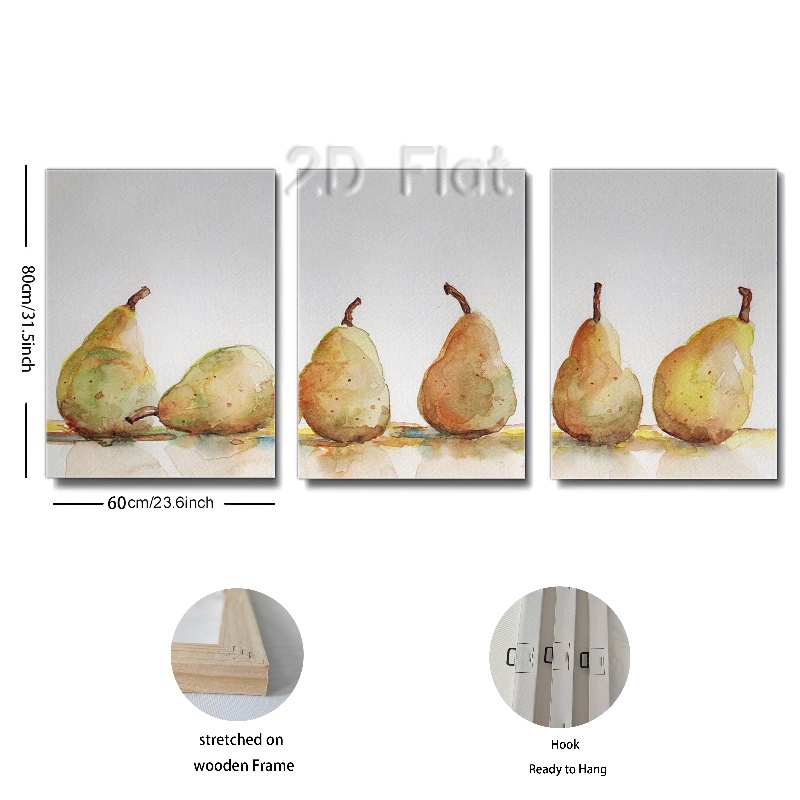 2D Flat
80cm/31.5inch
60cm/23.6inch
stretched on
wooden Frame
Hook
Ready to Hang